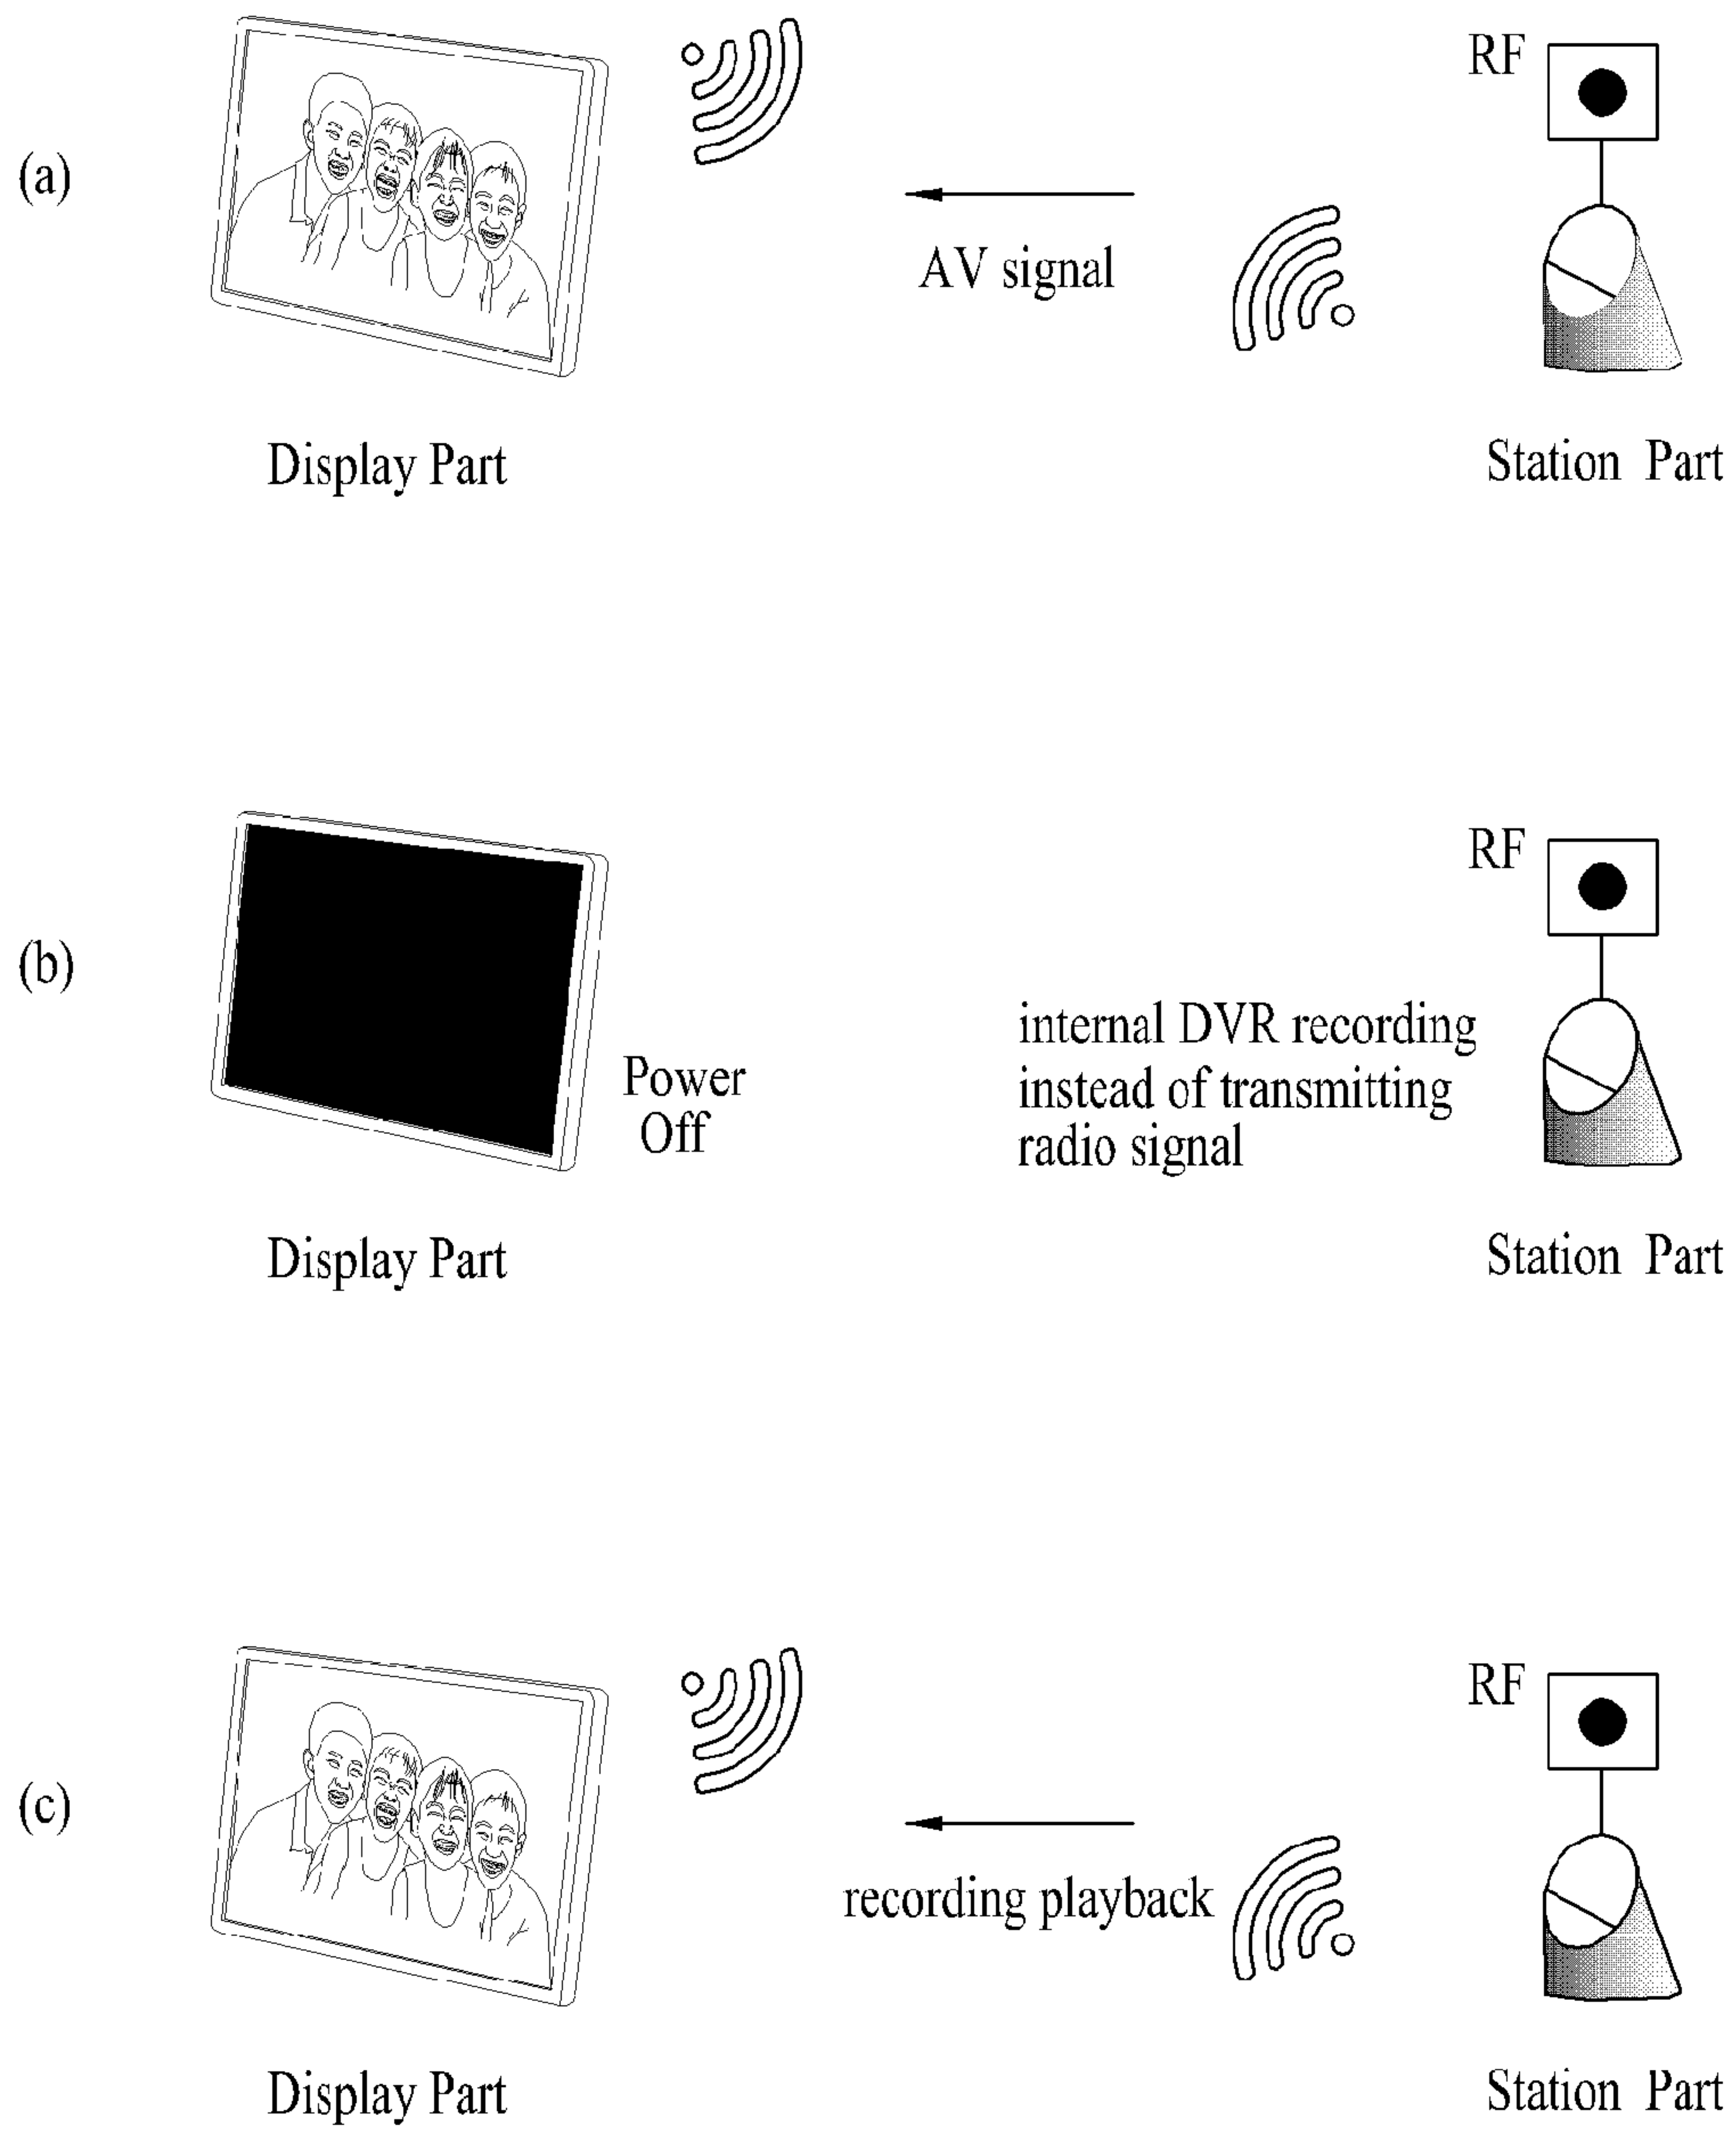 RF
(a)
AV signal
Display Part
Station Part
RF
(b)
internal DVR recording
instead of transmitting
radio signal
Power
Off
Display Part
Station Part
RF
(c)
recording playback
Display Part
Station Part